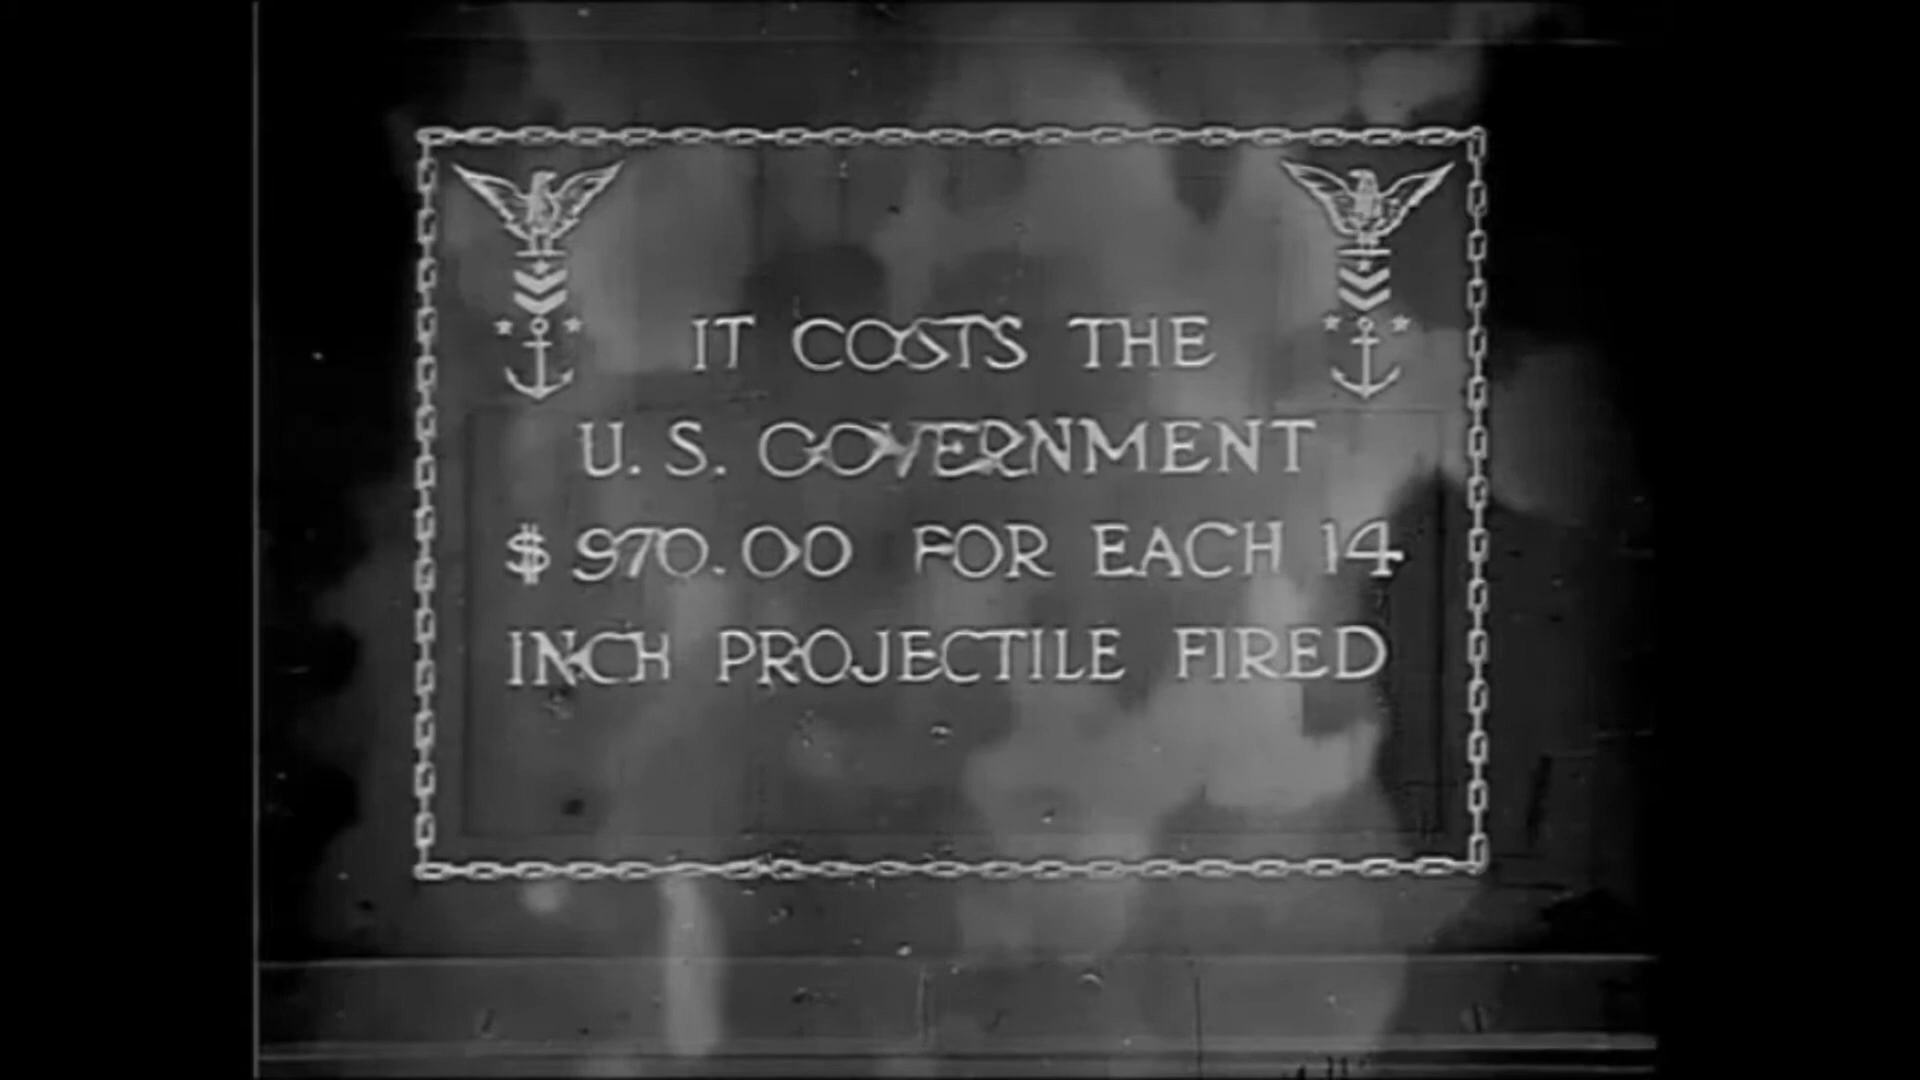 IT COSTS THE
U. S. GOVERNMENT
$970.00 FOR EACH 14
INCH PROJECTILE FIRED